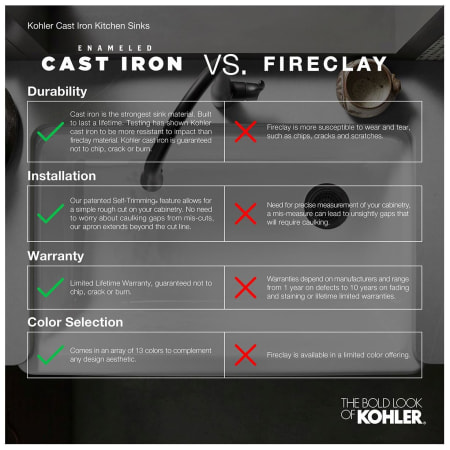 Kohler Cast Iron Kitchen Sinks
ENAMELED
CAST IRON VS. FIRECLAY
Durability
Cast iron is the strongest sink material. Built
to last a lifetime. Testing has shown Kohler
cast iron to be more resistant to impact than
fireclay material. Kohler cast iron is guaranteed
not to chip, crack or burn.
Fireclay is more susceptible to wear and tear,
such as chips, cracks and scratches.
Installation
Our patented Self-Trimming® feature allows for
a simple rough cut on your cabinetry. No need
to worry about caulking gaps from mis-cuts,
our apron extends beyond the cut line.
Need for precise measurement of your cabinetry,
a mis-measure can lead to unsightly gaps that
will require caulking.
Warranty
Limited Lifetime Warranty, guaranteed not to
chip, crack or burn.
Warranties depend on manufacturers and range
from 1 year on defects to 10 years on fading
and staining or lifetime limited warranties.
Color Selection
Comes in an array of 13 colors to complement
any design aesthetic.
Fireclay is available in a limited color offering.
THE BOLD LOOK
OF KOHLER®